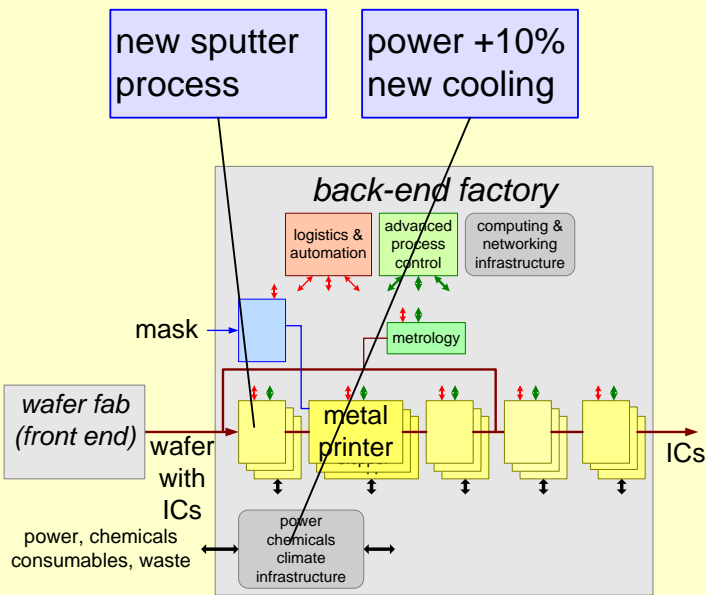 new sputter
process
power +10%
new cooling
back-end factory
logistics &
automation
advanced
process
control
computing &
networking
infrastructure
mask
metrology
wafer fab
(front end)
metal
printer
wafer
with
ICs
ICs
power, chemicals
consumables, waste
power
chemicals
climate
infrastructure